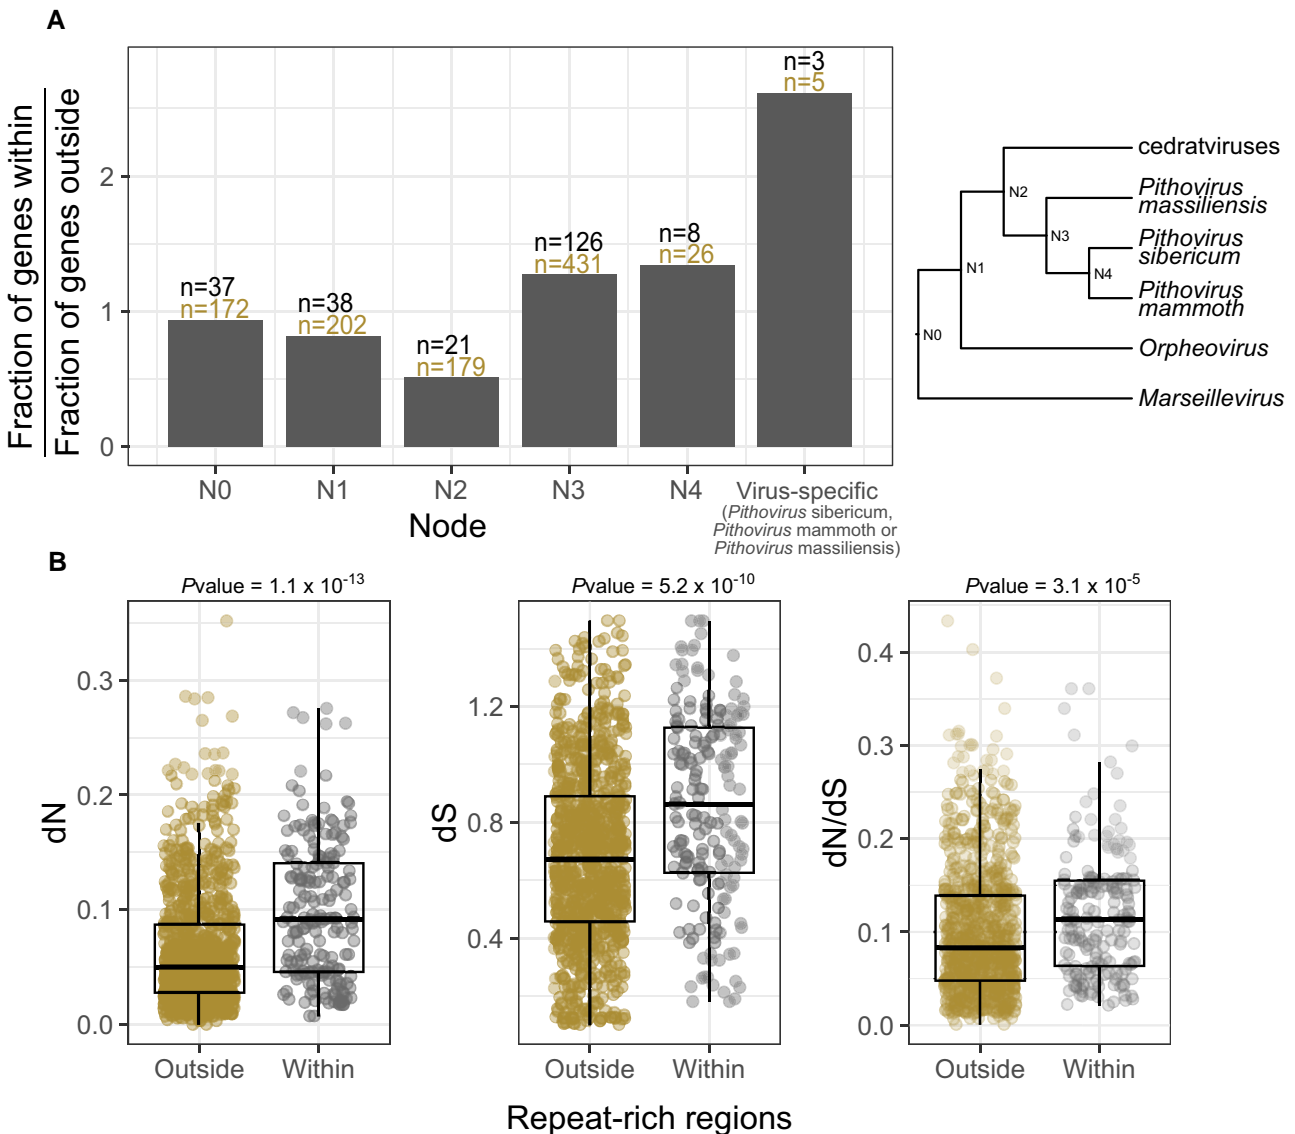 A
Fraction of genes within
Fraction of genes outside
2
1
0
n=37
n=172
n=38
n=202
n=21
n=179
n=126
n=431
n=8
n=26
n=3
n=5
N0
N1
N2
N3
N4
Virus-specific
(Pithovirus sibericum,
Pithovirus mammoth or
Pithovirus massiliensis)
Node
cedratviruses
Pithovirus
massiliensis
Pithovirus
sibericum
Pithovirus
mammoth
Orpheovirus
Marseillevirus
N2
N3
N4
N1
N0
B
Pvalue = 1.1 x 10-13
dN
0.3
0.2
0.1
0.0
Outside Within
Pvalue = 5.2 x 10-10
dS
1.2
0.8
0.4
Outside Within
Pvalue = 3.1 x 10-5
dN/dS
0.4
0.3
0.2
0.1
0.0
Outside Within
Repeat-rich regions